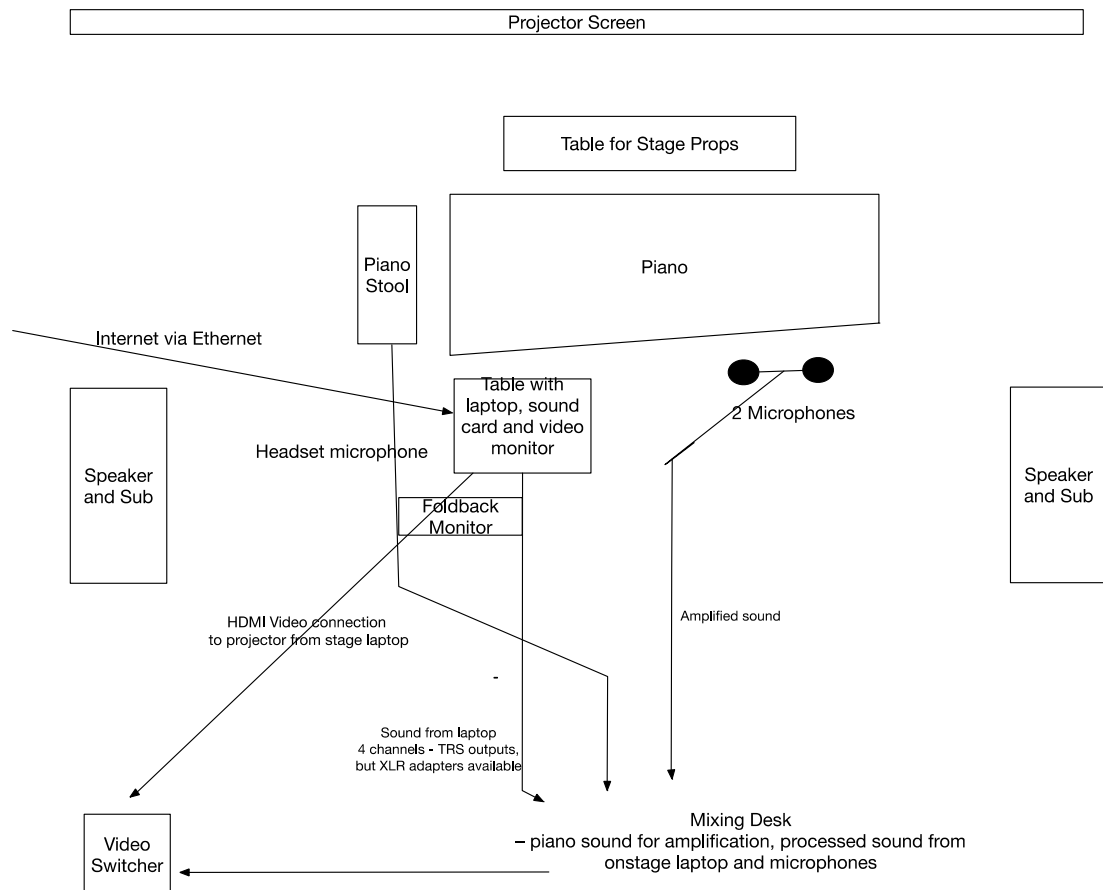 Projector Screen
Table for Stage Props
Piano
Stool
Piano
Internet via Ethernet
Table with
laptop, sound
card and video
monitor
2 Microphones
Headset microphone
Speaker
and Sub
Speaker
and Sub
Foldback
Monitor
HDMI Video connection
to projector from stage laptop
Amplified sound
-
Sound from laptop
4 channels - TRS outputs,
but XLR adapters available
Mixing Desk
– piano sound for amplification, processed sound from
onstage laptop and microphones
Video
Switcher